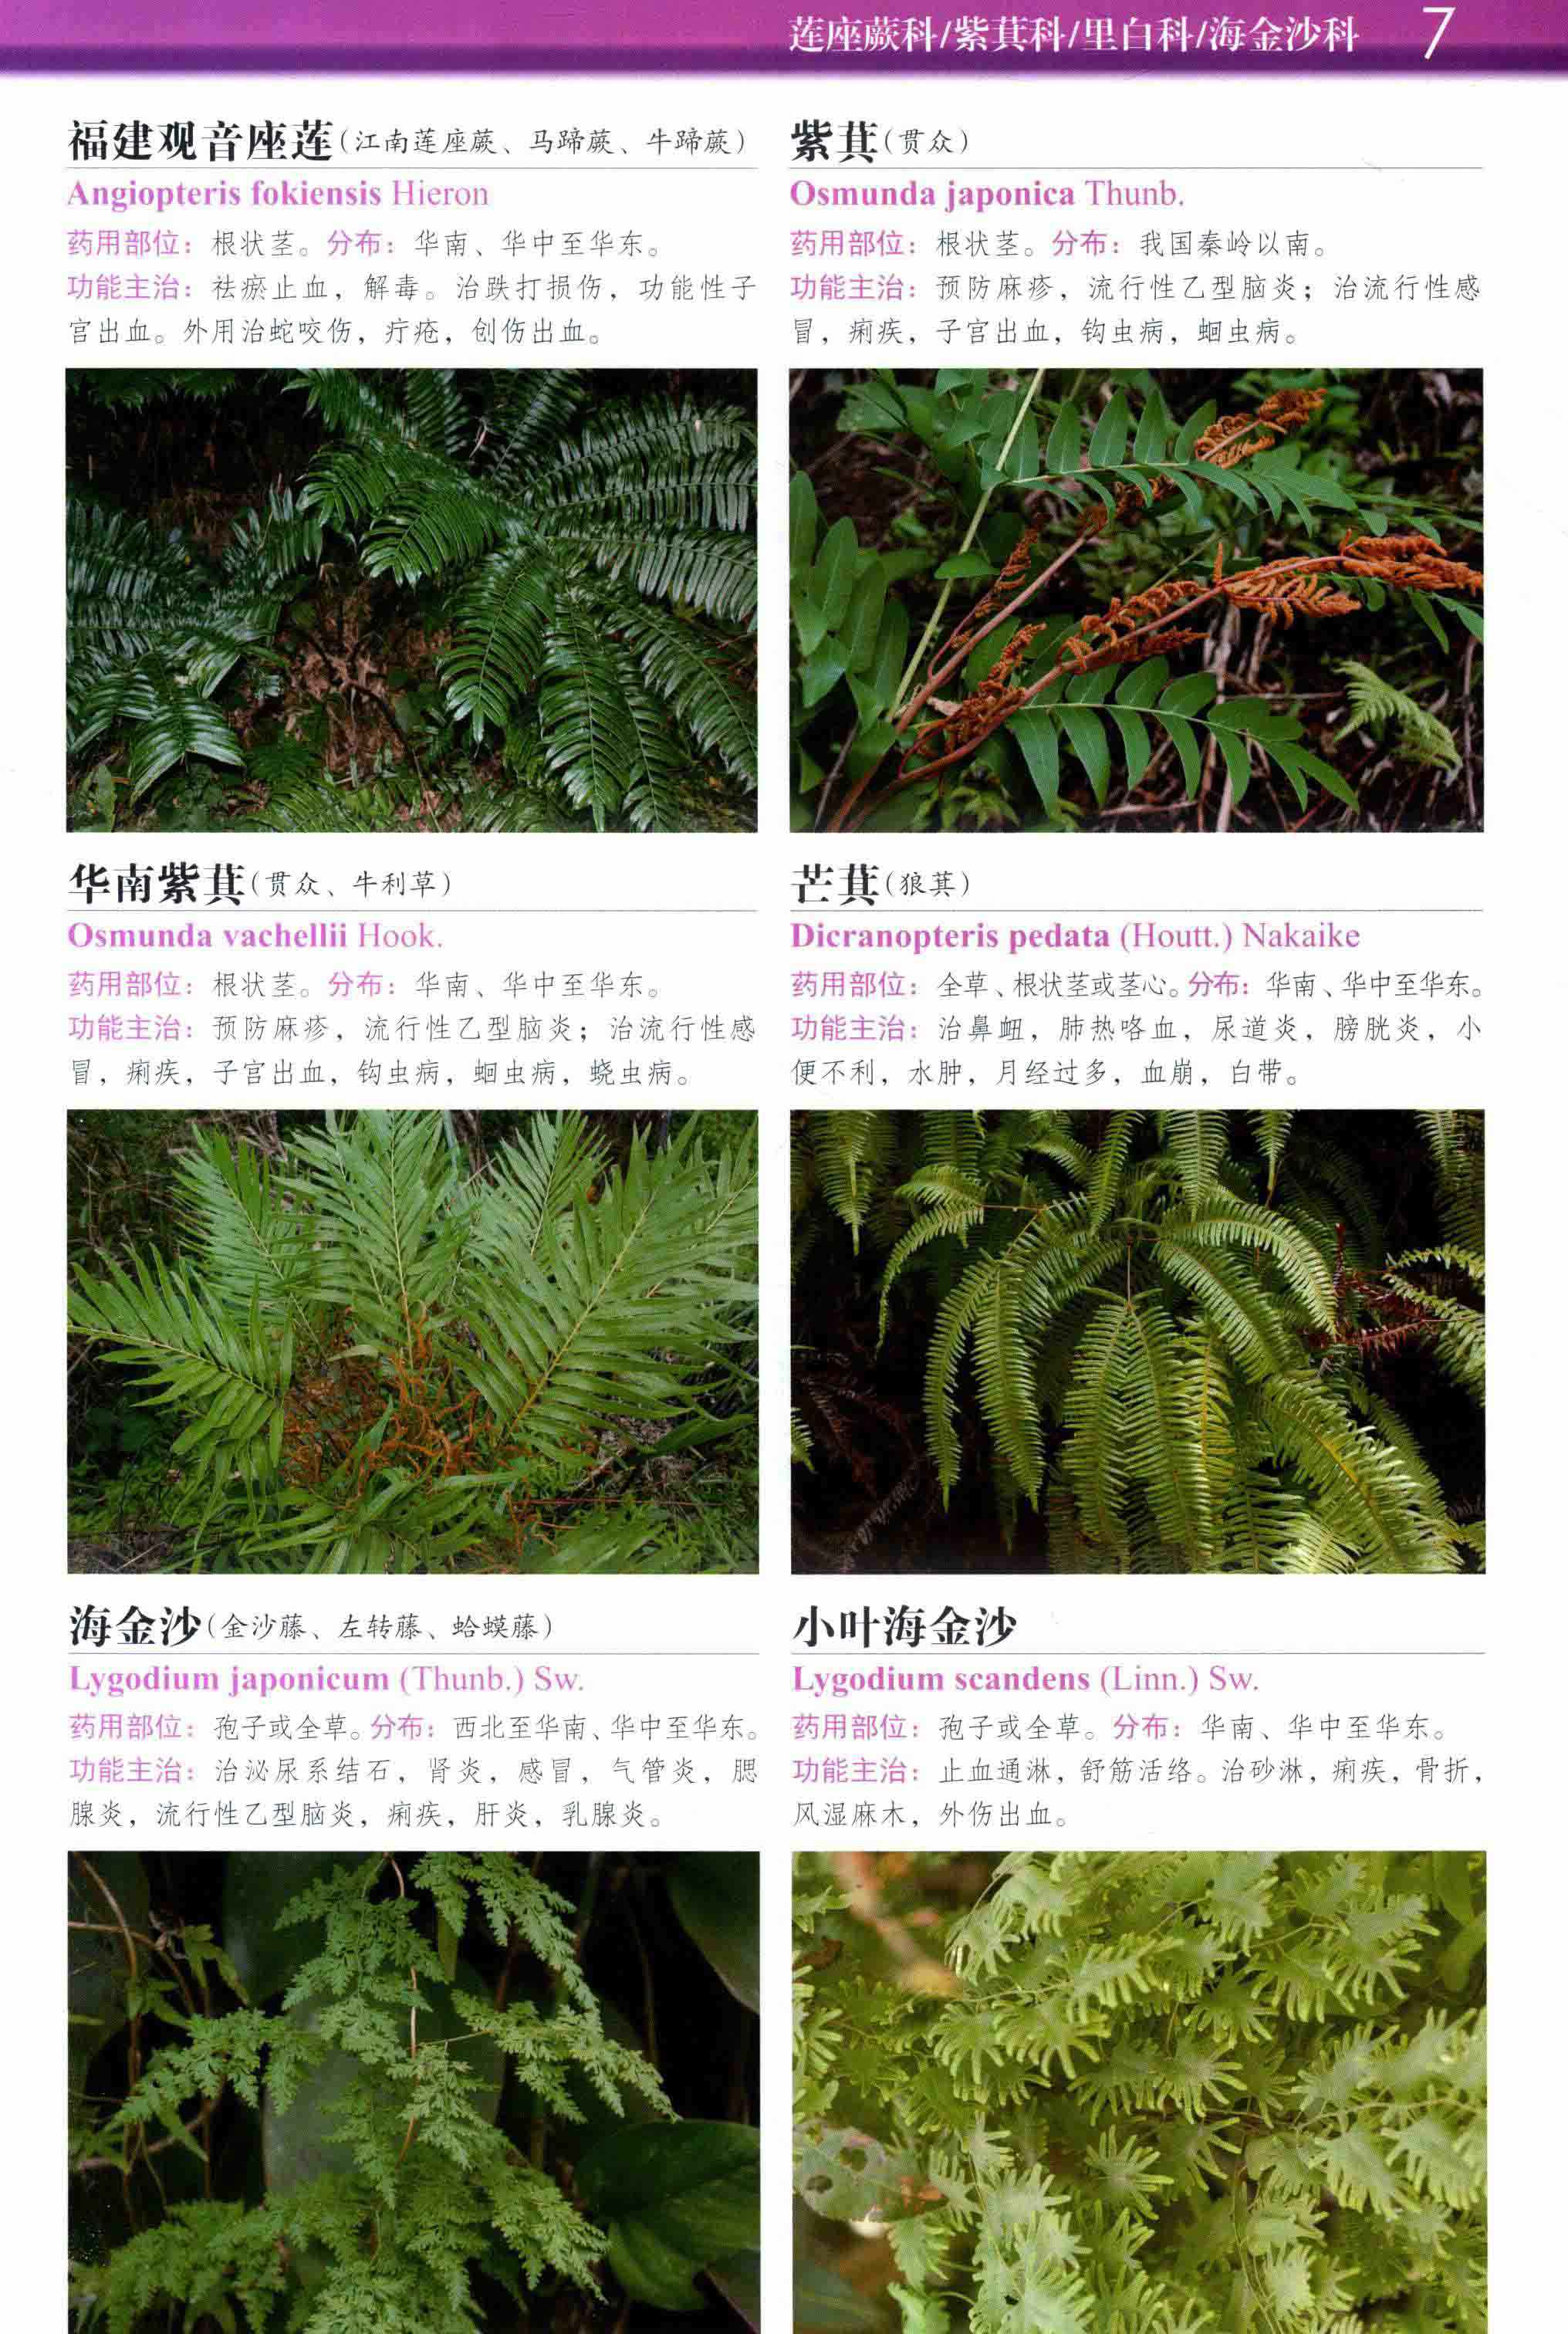 莲座蕨科/紫萁科/里白科/海金沙科 7
福建观音座莲(江南莲座蕨、马蹄蕨、牛蹄蕨)
Angiopteris fokiensis Hieron
药用部位：根状茎。分布：华南、华中至华东。
功能主治：祛瘀止血，解毒。治跌打损伤，功能性子
宫出血。外用治蛇咬伤，疔疮，创伤出血。
紫萁(贯众)
Osmunda japonica Thunb.
药用部位：根状茎。分布：我国秦岭以南。
功能主治：预防麻疹，流行性乙型脑炎；治流行性感
冒，痢疾，子宫出血，钩虫病，蛔虫病。
华南紫萁(贯众、牛利草)
Osmunda vachellii Hook.
药用部位：根状茎。分布：华南、华中至华东。
功能主治：预防麻疹，流行性乙型脑炎；治流行性感
冒，痢疾，子宫出血，钩虫病，蛔虫病，蛲虫病。
芒萁(狼萁)
Dicranopteris pedata (Houtt.) Nakaike
药用部位：全草、根状茎或茎心。分布：华南、华中至华东。
功能主治：治鼻衄，肺热咯血，尿道炎，膀胱炎，小
便不利，水肿，月经过多，血崩，白带。
海金沙(金沙藤、左转藤、蛤蟆藤)
Lygodium japonicum (Thunb.) Sw.
药用部位：孢子或全草。分布：西北至华南、华中至华东。
功能主治：治泌尿系结石，肾炎，感冒，气管炎，腮
腺炎，流行性乙型脑炎，痢疾，肝炎，乳腺炎。
小叶海金沙
Lygodium scandens (Linn.) Sw.
药用部位：孢子或全草。分布：华南、华中至华东。
功能主治：止血通淋，舒筋活络。治砂淋，痢疾，骨折，
风湿麻木，外伤出血。